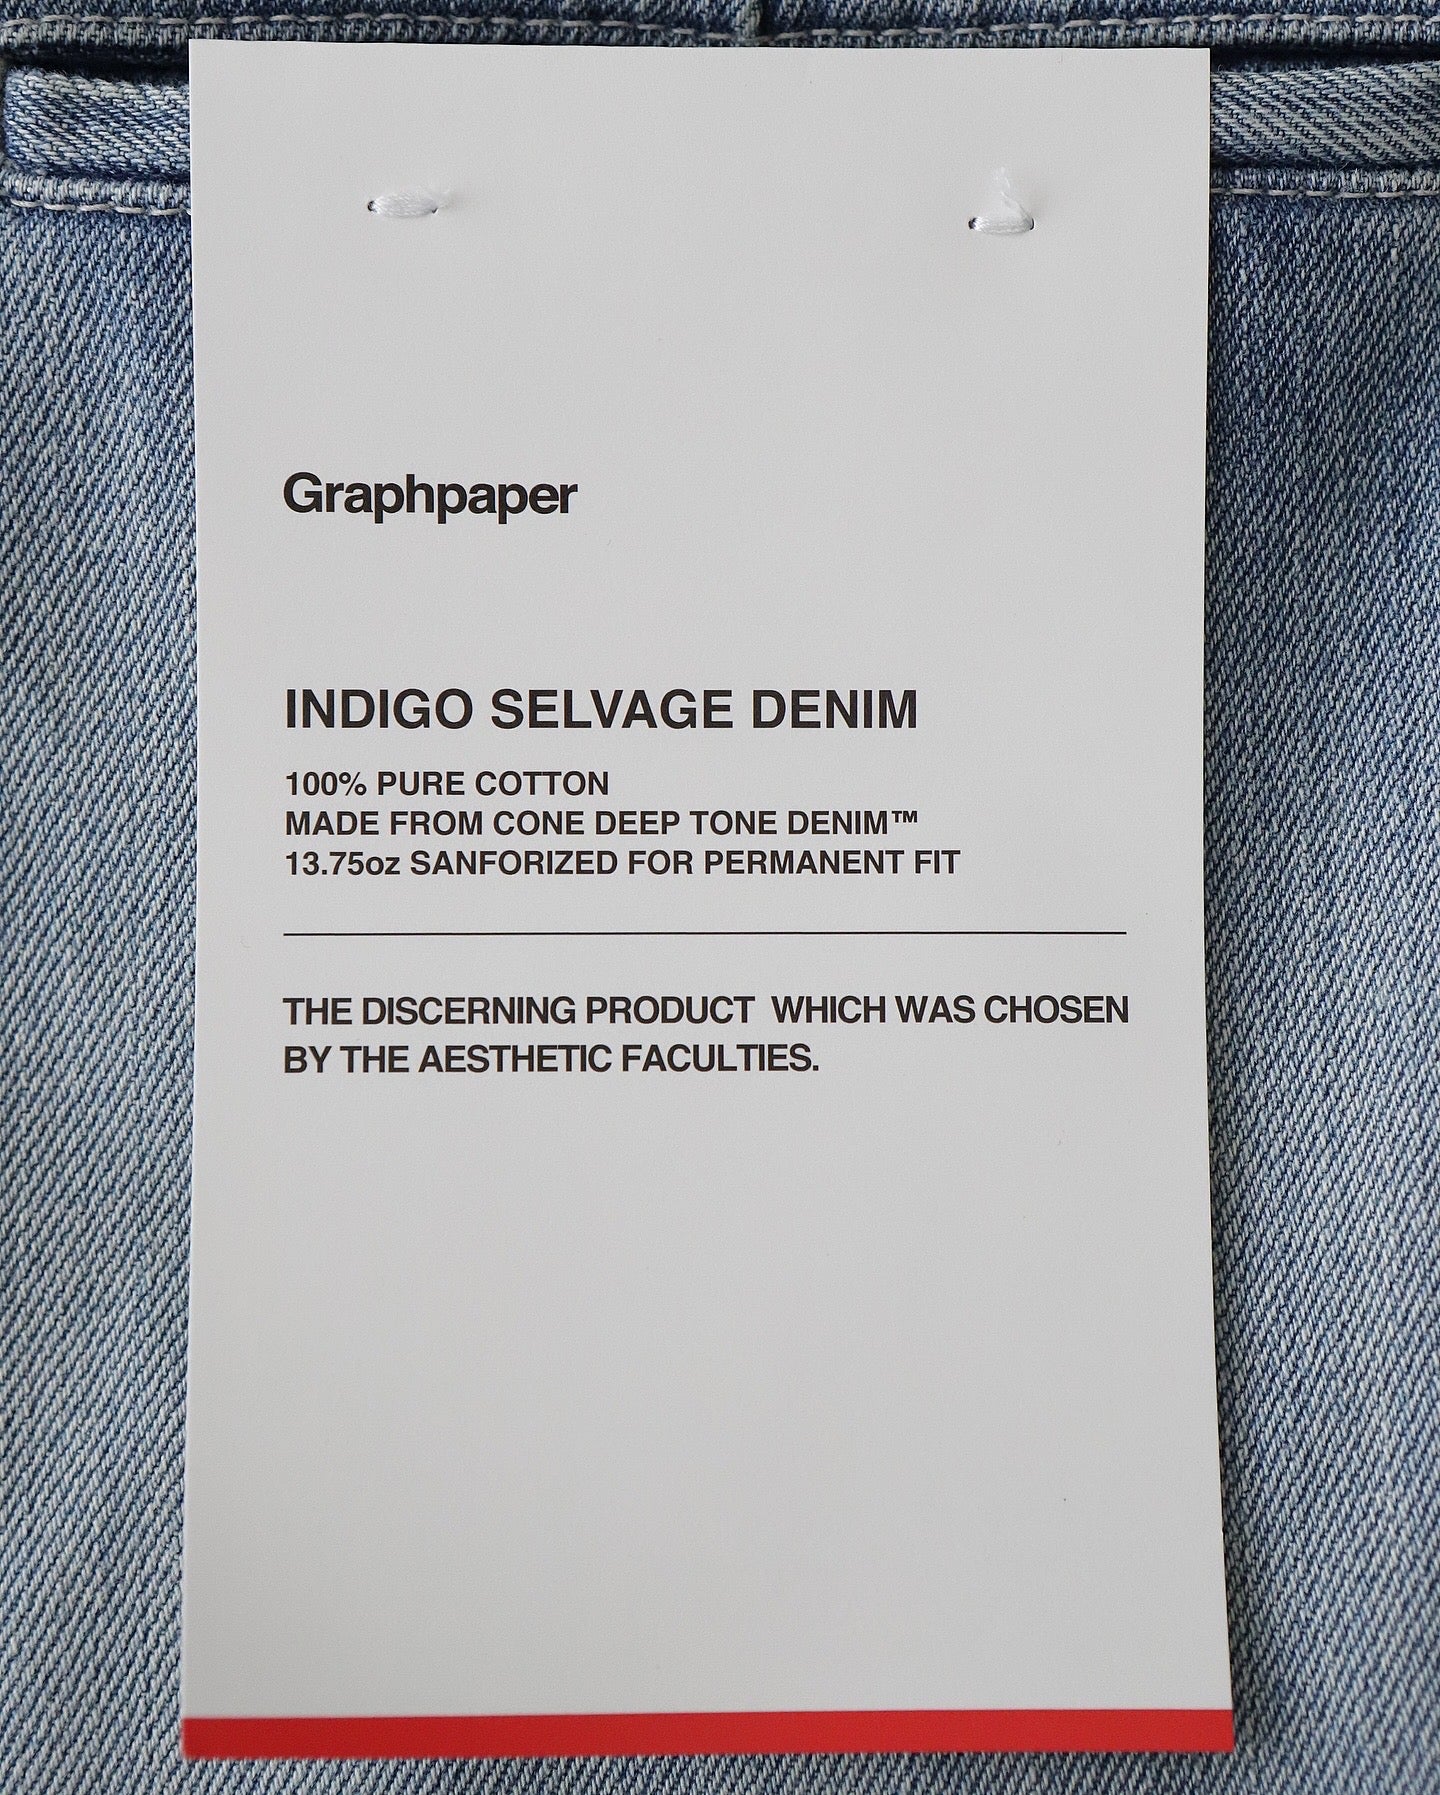 Graphpaper
INDIGO SELVAGE DENIM
100% PURE COTTON
MADE FROM CONE DEEP TONE DENIM™
13.75oz SANFORIZED FOR PERMANENT FIT
THE DISCERNING PRODUCT WHICH WAS CHOSEN
BY THE AESTHETIC FACULTIES.